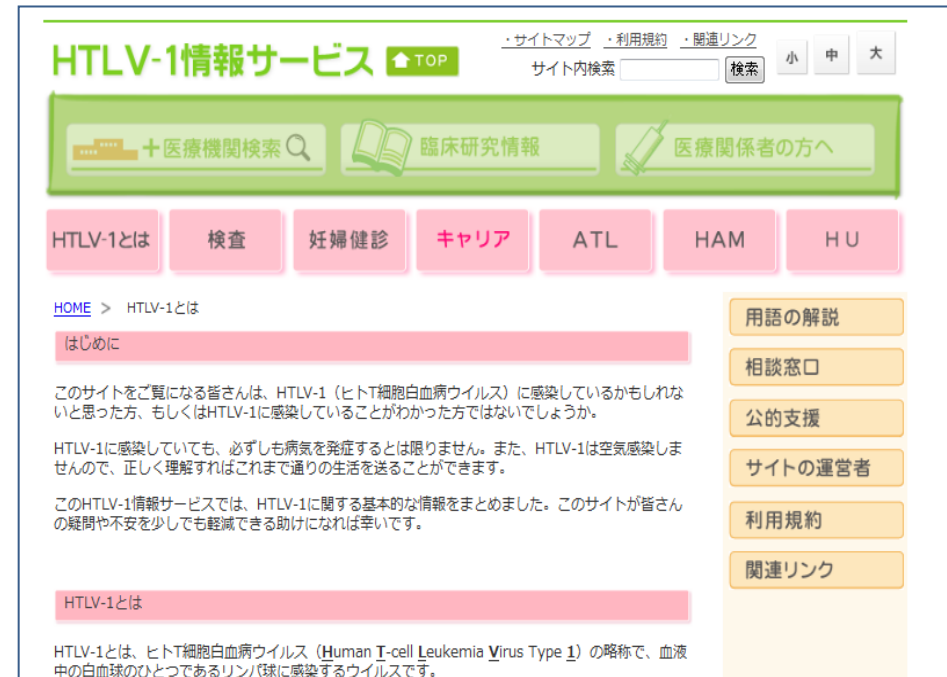 HTLV-1情報サービス TOP
・サイトマップ ・利用規約 ・関連リンク
サイト内検索 検索 小 中 大
医療機関検索 臨床研究情報 医療関係者の方へ
HTLV-1とは 検査 妊婦健診 キャリア ATL HAM HU
HOME > HTLV-1とは
はじめに
このサイトをご覧になる皆さんは、HTLV-1（ヒトT細胞白血病ウイルス）に感染しているかもしれな
いと思った方、もしくはHTLV-1に感染していることがわかった方ではないでしょうか。
HTLV-1に感染していても、必ずしも病気を発症するとは限りません。また、HTLV-1は空気感染しま
せんので、正しく理解すればこれまで通りの生活を送ることができます。
このHTLV-1情報サービスでは、HTLV-1に関する基本的な情報をまとめました。このサイトが皆さん
の疑問や不安を少しでも軽減できる助けになれば幸いです。
HTLV-1とは
HTLV-1とは、ヒトT細胞白血病ウイルス（Human T-cell Leukemia Virus Type 1）の略称で、血液
中の白血球のひとつであるリンパ球に感染するウイルスです。
用語の解説
相談窓口
公的支援
サイトの運営者
利用規約
関連リンク